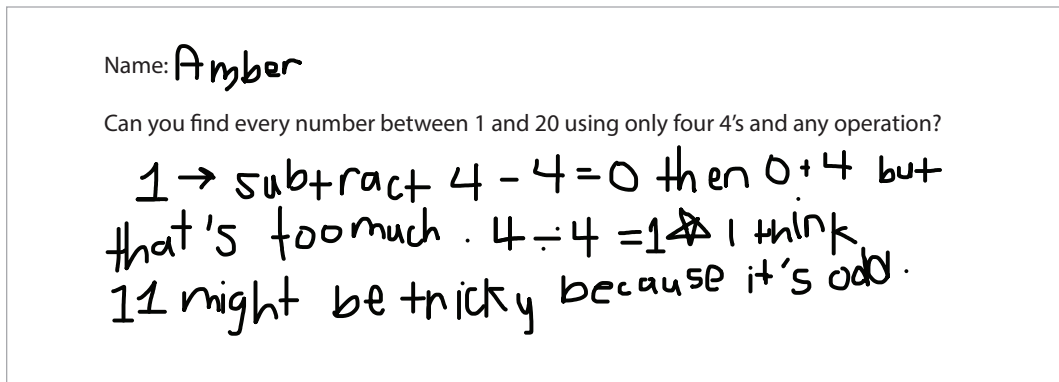 Name: Amber
Can you find every number between 1 and 20 using only four 4's and any operation?
1 → subtract 4 - 4 = 0 then 0 + 4 but
that's too much. 4 ÷ 4 = 1 ☆ I think
11 might be tricky because it's odd.